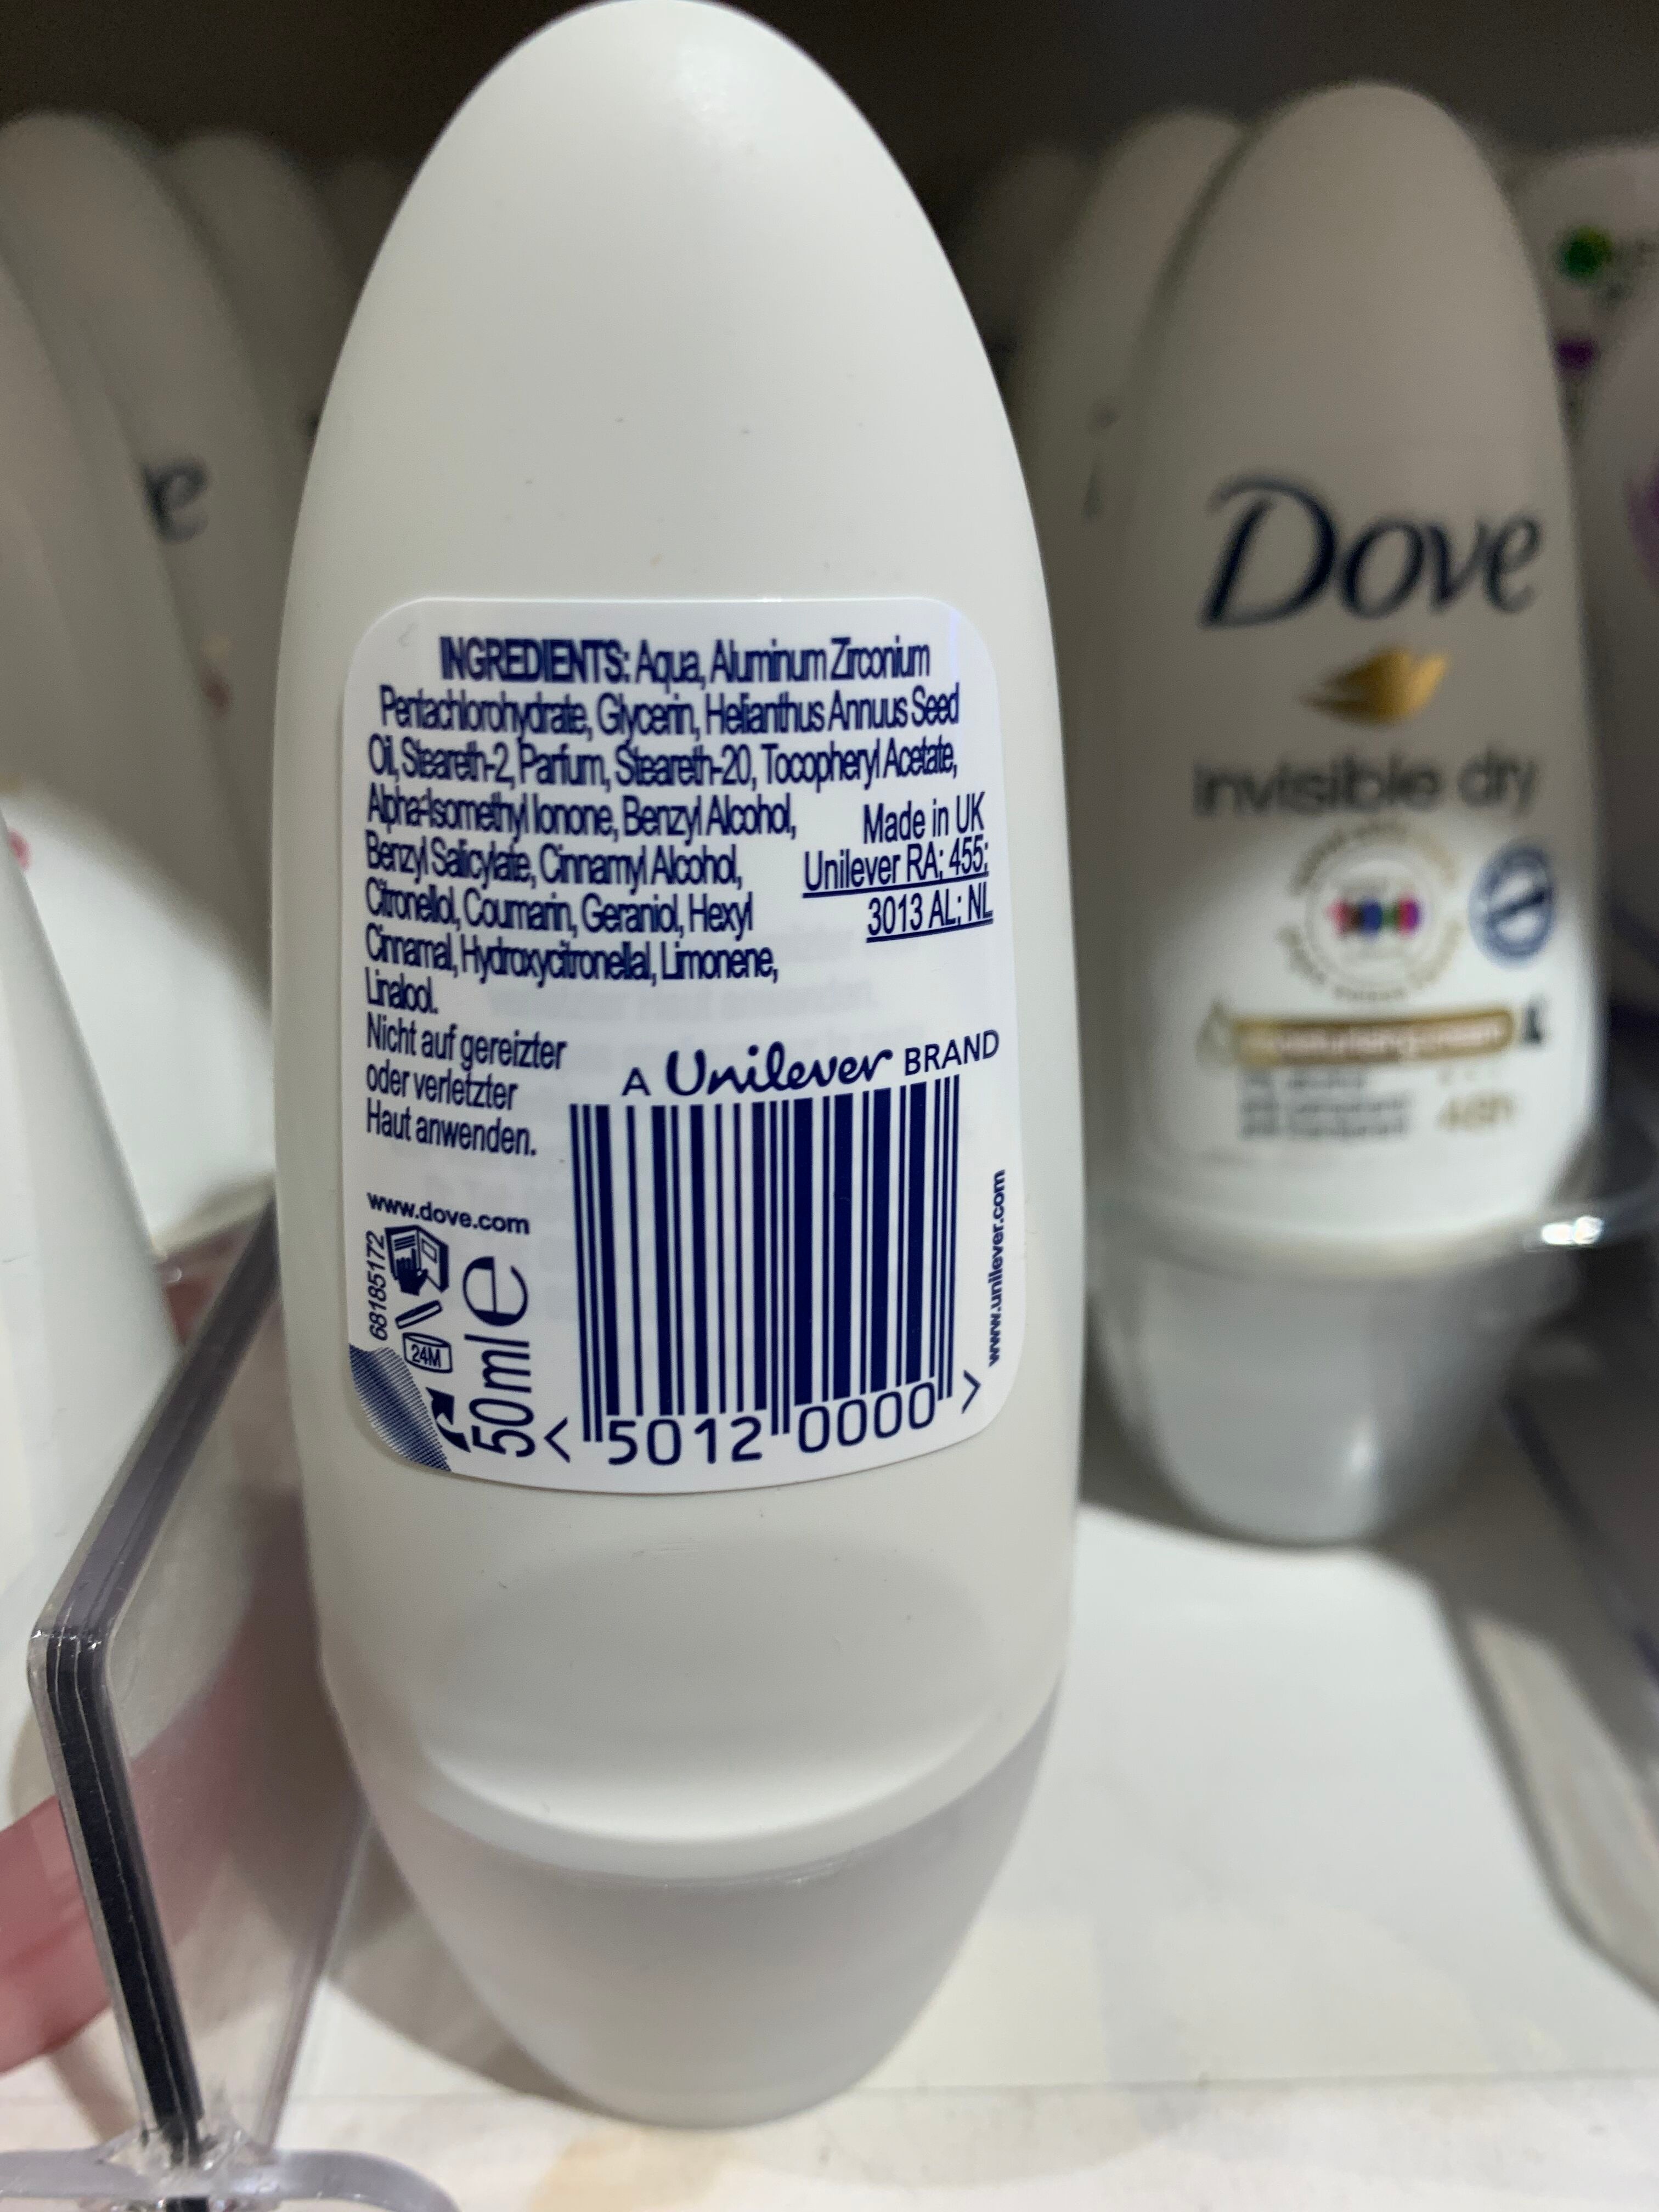 INGREDIENTS: Aqua, Aluminum Zirconium
Pentachlorohydrate, Glycerin, Helianthus Annuus Seed
Oil, Steareth-2, Parfum, Steareth-20, Tocopheryl Acetate,
Alpha-Isomethyl Ionone, Benzyl Alcohol,
Benzyl Salicylate, Cinnamyl Alcohol,
Citronellol, Coumarin, Geraniol, Hexyl
Cinnamal, Hydroxycitronellal, Limonene,
Linalool.
Made in UK
Unilever RA; 455;
3013 AL; NL
Nicht auf gereizter
oder verletzter
Haut anwenden.
A Unilever BRAND
www.dove.com
68185172
24M
50ml e
< 5012 0000 >
www.unilever.com
Dove
invisible dry
48h